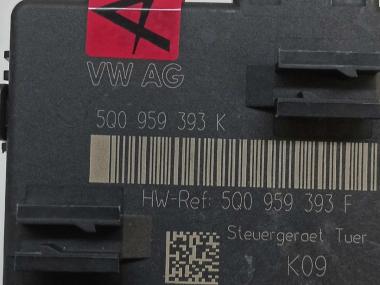 A
VW AG
5Q0 959 393 K
HW-Ref: 5Q0 959 393 F
Steuergeraet Tuer
K09